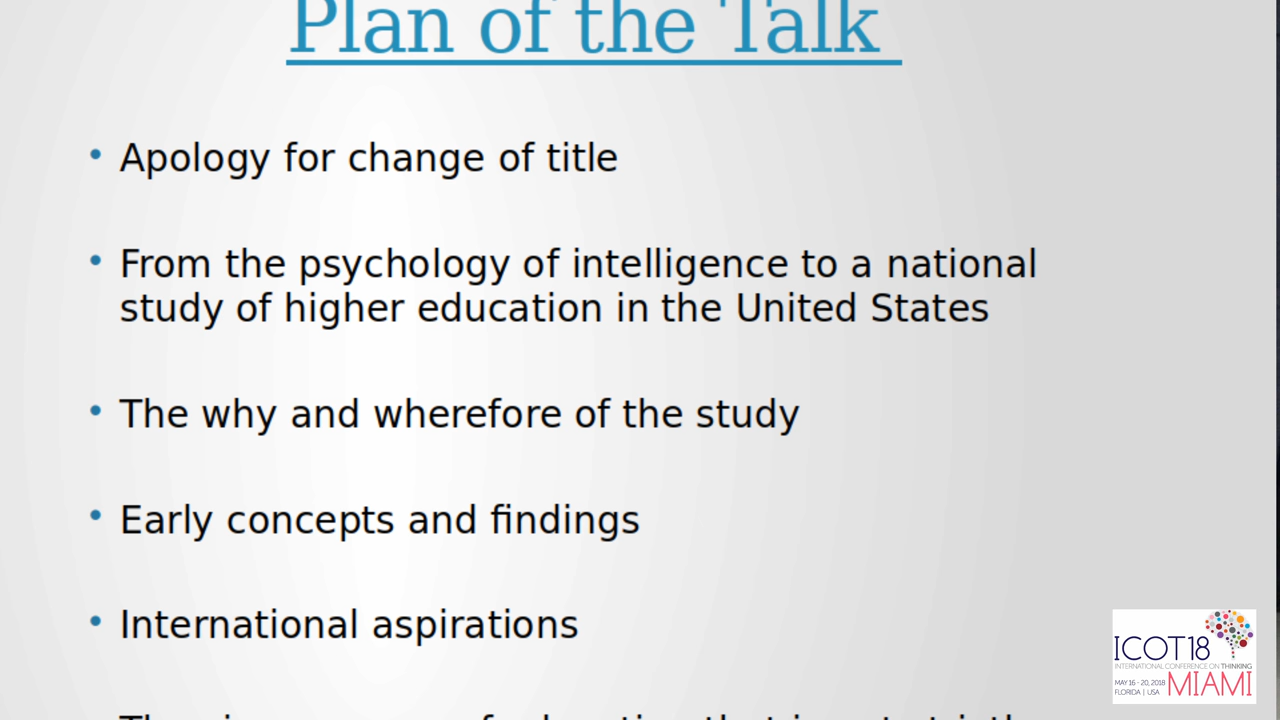 Plan of the Talk
• Apology for change of title
• From the psychology of intelligence to a national
study of higher education in the United States
• The why and wherefore of the study
• Early concepts and findings
• International aspirations
ICOT18
INTERNATIONAL CONFERENCE ON THINKING
MAY 16 - 20, 2018
FLORIDA | USA
MIAMI